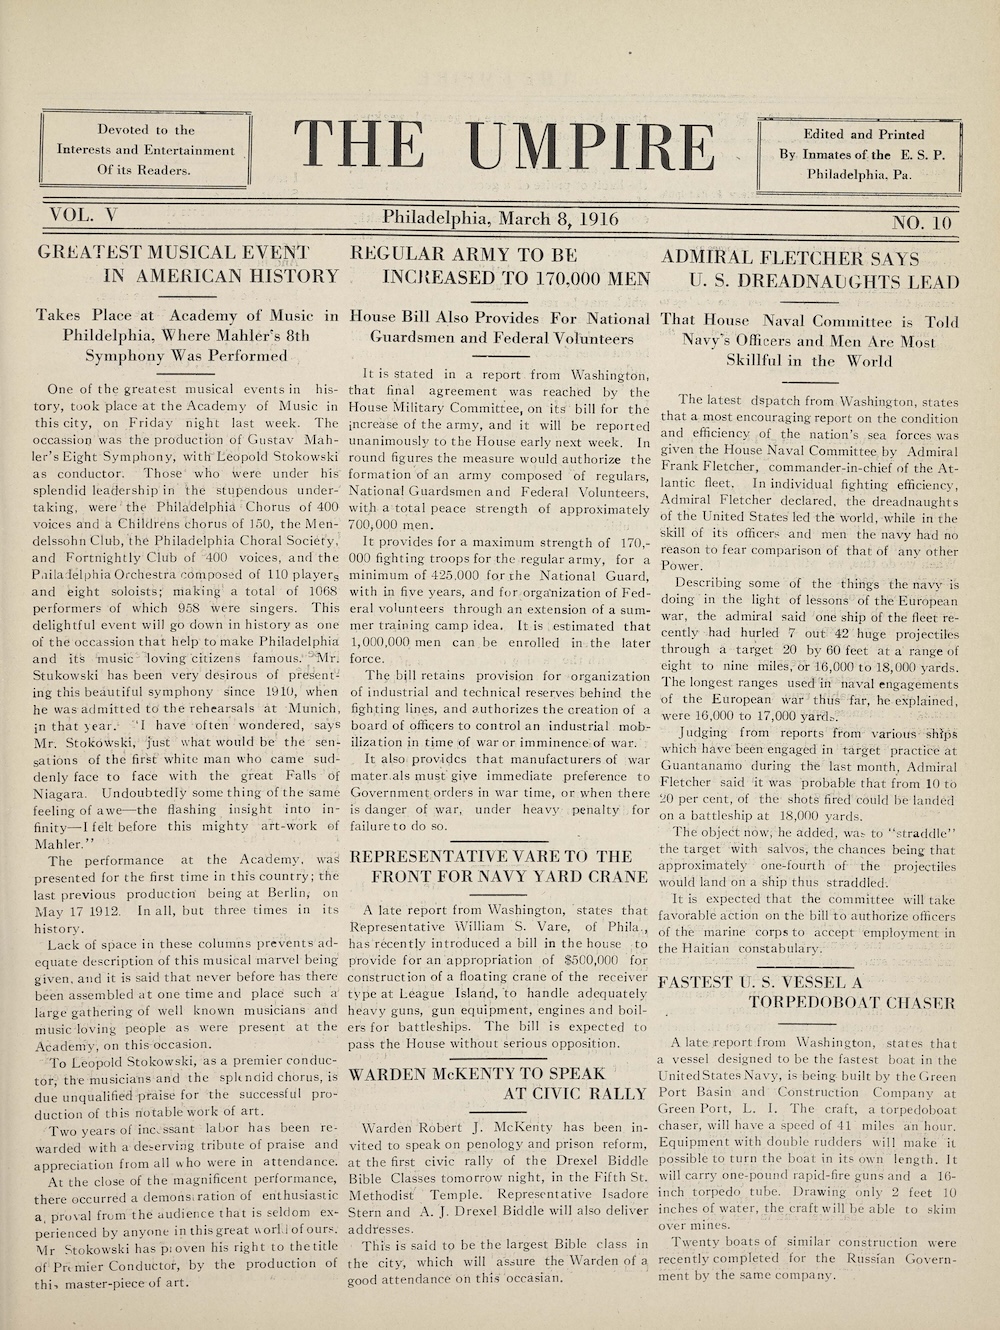 Devoted to the
Interests and Entertainment
Of its Readers.
THE UMPIRE
Edited and Printed
By Inmates of the E. S. P.
Philadelphia. Pa.
VOL. V
Philadelphia, March 8, 1916
NO. 10
GREATEST MUSICAL EVENT
IN AMERICAN HISTORY
Takes Place at Academy of Music in
Phildelphia, Where Mahler's 8th
Symphony Was Performed
One of the greatest musical events in his-
tory, took place at the Academy of Music in
this city, on Friday night last week. The
occassion was the production of Gustav Mah-
ler's Eight Symphony, with Leopold Stokowski
as conductor. Those who were under his
splendid leadership in the stupendous under-
taking, were the Philadelphia Chorus of 400
voices and a Childrens chorus of 150, the Men-
delssohn Club, the Philadelphia Choral Society,
and Fortnightly Club of 400 voices, and the
Philadelphia Orchestra composed of 110 players
and eight soloists; making a total of 1068
performers of which 958 were singers. This
delightful event will go down in history as one
of the occassion that help to make Philadelphia
and its music loving citizens famous. Mr.
Stukowski has been very desirous of present-
ing this beautiful symphony since 1910, when
he was admitted to the rehearsals at Munich,
in that year. "I have often wondered, says
Mr. Stokowski, just what would be the sen-
sations of the first white man who came sud-
denly face to face with the great Falls of
Niagara. Undoubtedly some thing of the same
feeling of awe—the flashing insight into in-
finity—I felt before this mighty art-work of
Mahler."
The performance at the Academy, was
presented for the first time in this country; the
last previous production being at Berlin, on
May 17 1912. In all, but three times in its
history.
Lack of space in these columns prevents ad-
equate description of this musical marvel being
given, and it is said that never before has there
been assembled at one time and place such a
large gathering of well known musicians and
music loving people as were present at the
Academy, on this occasion.
To Leopold Stokowski, as a premier conduc-
tor, the musicians and the splendid chorus, is
due unqualified praise for the successful pro-
duction of this notable work of art.
Two years of incessant labor has been re-
warded with a deserving tribute of praise and
appreciation from all who were in attendance.
At the close of the magnificent performance,
there occurred a demonstration of enthusiastic
approval from the audience that is seldom ex-
perienced by anyone in this great world of ours.
Mr Stokowski has proven his right to the title
of Premier Conductor, by the production of
this master-piece of art.
REGULAR ARMY TO BE
INCREASED TO 170,000 MEN
House Bill Also Provides For National
Guardsmen and Federal Volunteers
It is stated in a report from Washington,
that final agreement was reached by the
House Military Committee, on its bill for the
increase of the army, and it will be reported
unanimously to the House early next week. In
round figures the measure would authorize the
formation of an army composed of regulars,
National Guardsmen and Federal Volunteers,
with a total peace strength of approximately
700,000 men.
It provides for a maximum strength of 170,-
000 fighting troops for the regular army, for a
minimum of 425,000 for the National Guard,
with in five years, and for organization of Fed-
eral volunteers through an extension of a sum-
mer training camp idea. It is estimated that
1,000,000 men can be enrolled in the later
force.
The bill retains provision for organization
of industrial and technical reserves behind the
fighting lines, and authorizes the creation of a
board of officers to control an industrial mob-
ilization in time of war or imminence of war.
It also provides that manufacturers of war
materals must give immediate preference to
Government orders in war time, or when there
is danger of war, under heavy penalty for
failure to do so.
REPRESENTATIVE VARE TO THE
FRONT FOR NAVY YARD CRANE
A late report from Washington, states that
Representative William S. Vare, of Phila.,
has recently introduced a bill in the house to
provide for an appropriation of $500,000 for
construction of a floating crane of the receiver
type at League Island, to handle adequately
heavy guns, gun equipment, engines and boil-
ers for battleships. The bill is expected to
pass the House without serious opposition.
WARDEN McKENTY TO SPEAK
AT CIVIC RALLY
Warden Robert J. McKenty has been in-
vited to speak on penology and prison reform,
at the first civic rally of the Drexel Biddle
Bible Classes tomorrow night, in the Fifth St.
Methodist Temple. Representative Isadore
Stern and A. J. Drexel Biddle will also deliver
addresses.
This is said to be the largest Bible class in
the city, which will assure the Warden of a
good attendance on this occasian.
ADMIRAL FLETCHER SAYS
U. S. DREADNAUGHTS LEAD
That House Naval Committee is Told
Navy's Officers and Men Are Most
Skillful in the World
The latest dspatch from Washington, states
that a most encouraging report on the condition
and efficiency of the nation's sea forces was
given the House Naval Committee by Admiral
Frank Fletcher, commander-in-chief of the At-
lantic fleet. In individual fighting efficiency,
Admiral Fletcher declared, the dreadnaughts
of the United States led the world, while in the
skill of its officers and men the navy had no
reason to fear comparison of that of any other
Power.
Describing some of the things the navy is
doing in the light of lessons of the European
war, the admiral said one ship of the fleet re-
cently had hurled 7 out 42 huge projectiles
through a target 20 by 60 feet at a range of
eight to nine miles, or 16,000 to 18,000 yards.
The longest ranges used in naval engagements
of the European war thus far, he explained,
were 16,000 to 17,000 yards.
Judging from reports from various ships
which have been engaged in target practice at
Guantanamo during the last month, Admiral
Fletcher said it was probable that from 10 to
20 per cent, of the shots fired could be landed
on a battleship at 18,000 yards.
The object now, he added, was to "straddle"
the target with salvos, the chances being that
approximately one-fourth of the projectiles
would land on a ship thus straddled.
It is expected that the committee will take
favorable action on the bill to authorize officers
of the marine corps to accept employment in
the Haitian constabulary.
FASTEST U. S. VESSEL A
TORPEDOBOAT CHASER
A late report from Washington, states that
a vessel designed to be the fastest boat in the
United States Navy, is being built by the Green
Port Basin and Construction Company at
Green Port, L. I. The craft, a torpedoboat
chaser, will have a speed of 41 miles an hour.
Equipment with double rudders will make it
possible to turn the boat in its own length. It
will carry one-pound rapid-fire guns and a 16-
inch torpedo tube. Drawing only 2 feet 10
inches of water, the craft will be able to skim
over mines.
Twenty boats of similar construction were
recently completed for the Russian Govern-
ment by the same company.